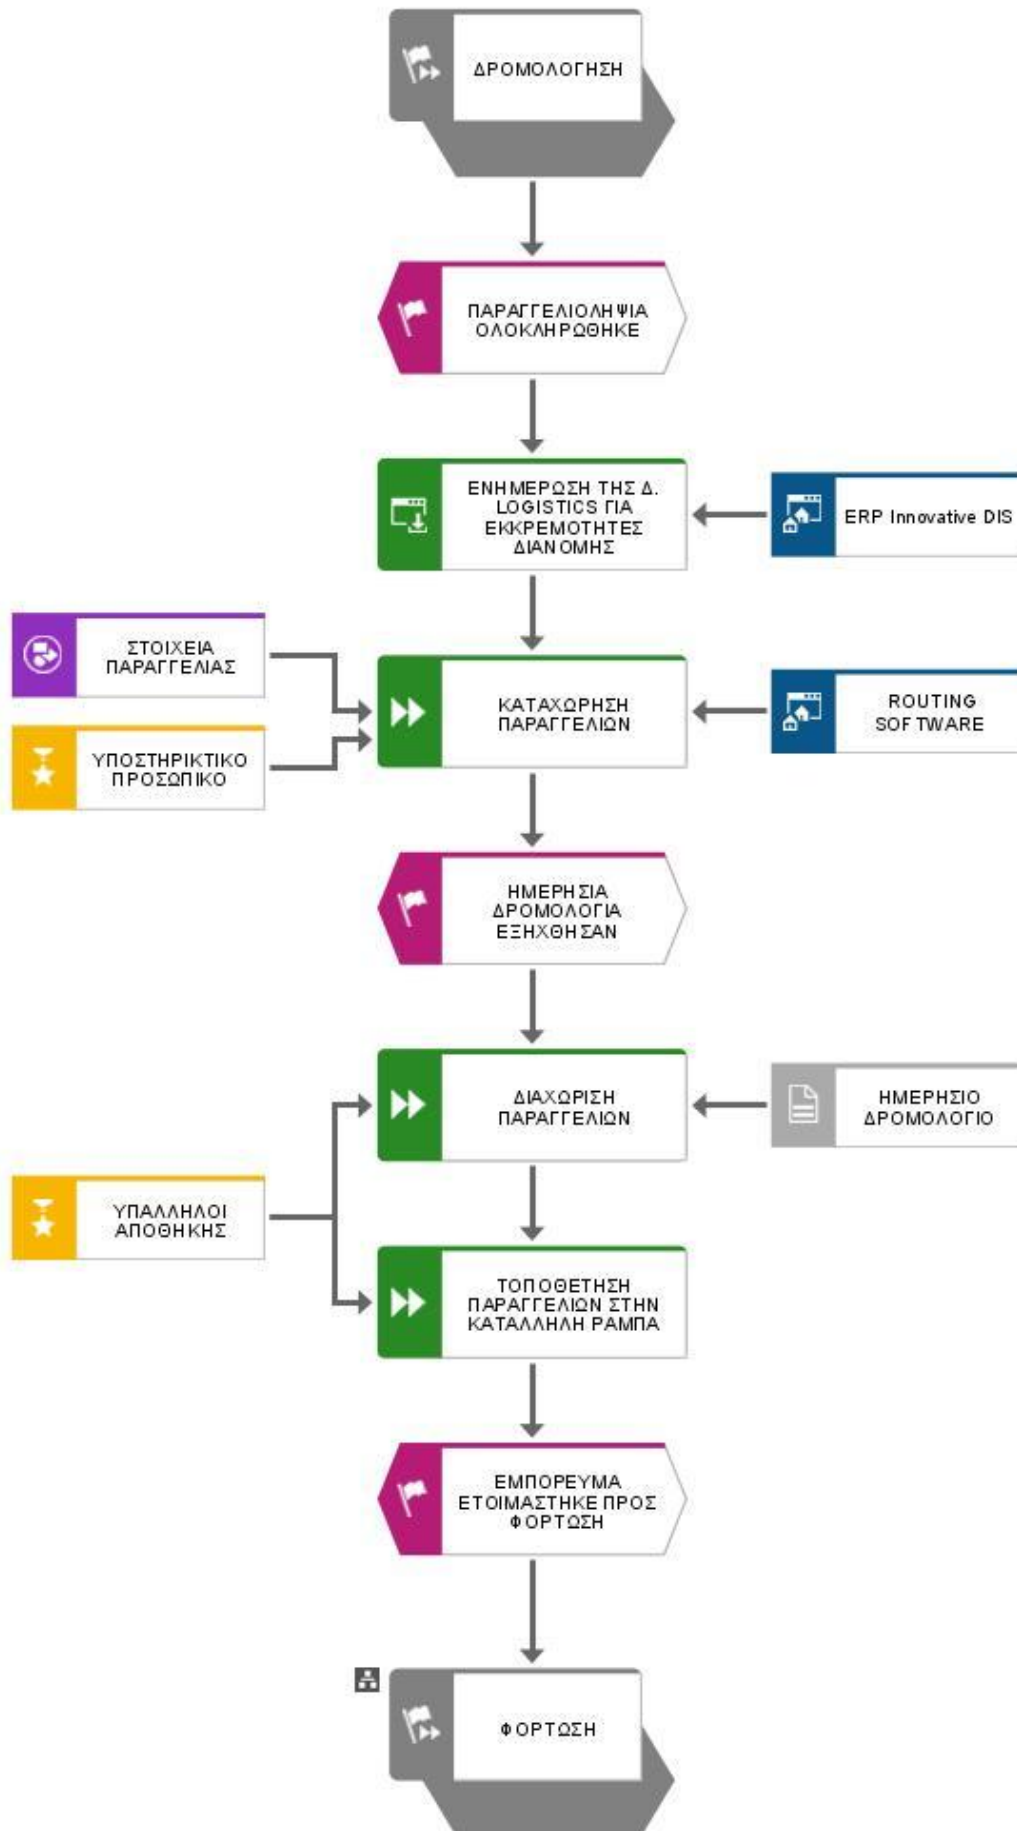 ΔΡΟΜΟΛΟΓΗΣΗ
ΠΑΡΑΓΓΕΛΙΟΛΗΨΙΑ
ΟΛΟΚΛΗΡΩΘΗΚΕ
ΕΝΗΜΕΡΩΣΗ ΤΗΣ Δ.
LOGISTICS ΓΙΑ
ΕΚΚΡΕΜΟΤΗΤΕΣ
ΔΙΑΝΟΜΗΣ
ERP Innovative DIS
ΣΤΟΙΧΕΙΑ
ΠΑΡΑΓΓΕΛΙΑΣ
ΥΠΟΣΤΗΡΙΚΤΙΚΟ
ΠΡΟΣΩΠΙΚΟ
ΚΑΤΑΧΩΡΗΣΗ
ΠΑΡΑΓΓΕΛΙΩΝ
ROUTING
SOFTWARE
ΗΜΕΡΗΣΙΑ
ΔΡΟΜΟΛΟΓΙΑ
ΕΞΗΧΘΗΣΑΝ
ΔΙΑΧΩΡΙΣΗ
ΠΑΡΑΓΓΕΛΙΩΝ
ΗΜΕΡΗΣΙΟ
ΔΡΟΜΟΛΟΓΙΟ
ΥΠΑΛΛΗΛΟΙ
ΑΠΟΘΗΚΗΣ
ΤΟΠΟΘΕΤΗΣΗ
ΠΑΡΑΓΓΕΛΙΩΝ ΣΤΗΝ
ΚΑΤΑΛΛΗΛΗ ΡΑΜΠΑ
ΕΜΠΟΡΕΥΜΑ
ΕΤΟΙΜΑΣΤΗΚΕ ΠΡΟΣ
ΦΟΡΤΩΣΗ
ΦΟΡΤΩΣΗ